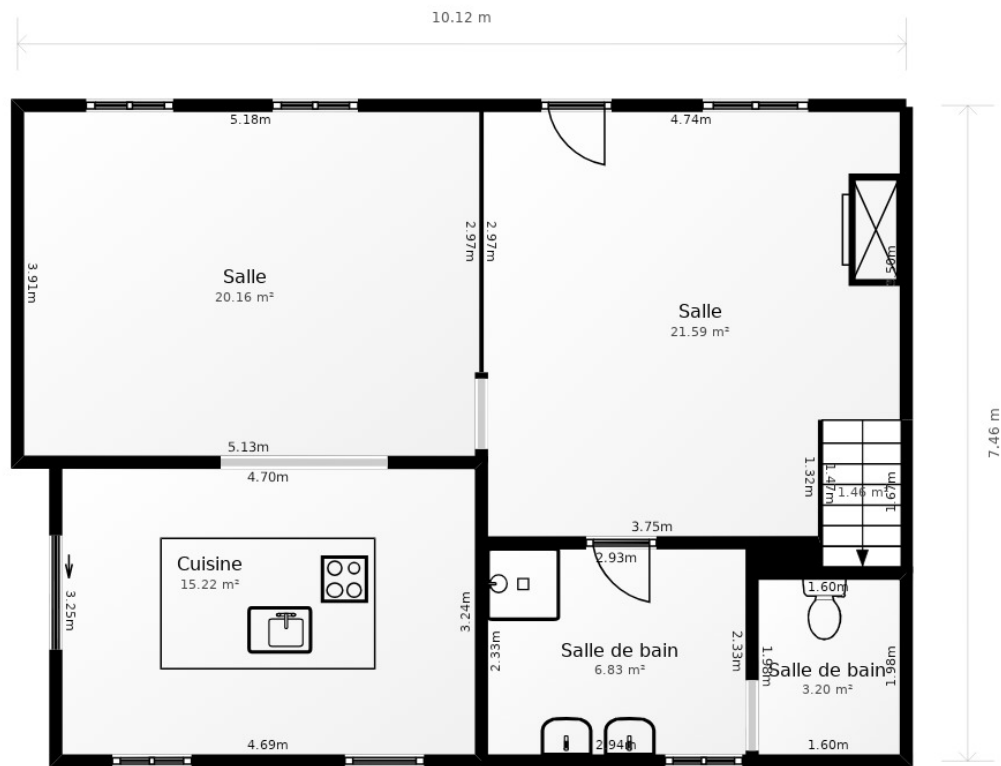 10.12 m
5.18m
4.74m
2.97m
2.97m
3.91m
Salle
20.16 m²
Salle
21.59 m²
7.46 m
5.13m
4.70m
1.32m
1.47m
1.46 m²
1.67m
3.75m
2.93m
Cuisine
15.22 m²
3.25m
3.24m
2.33m
Salle de bain
6.83 m²
2.33m
1.60m
1.98m
Salle de bain
3.20 m²
1.98m
4.69m
2.94m
1.60m